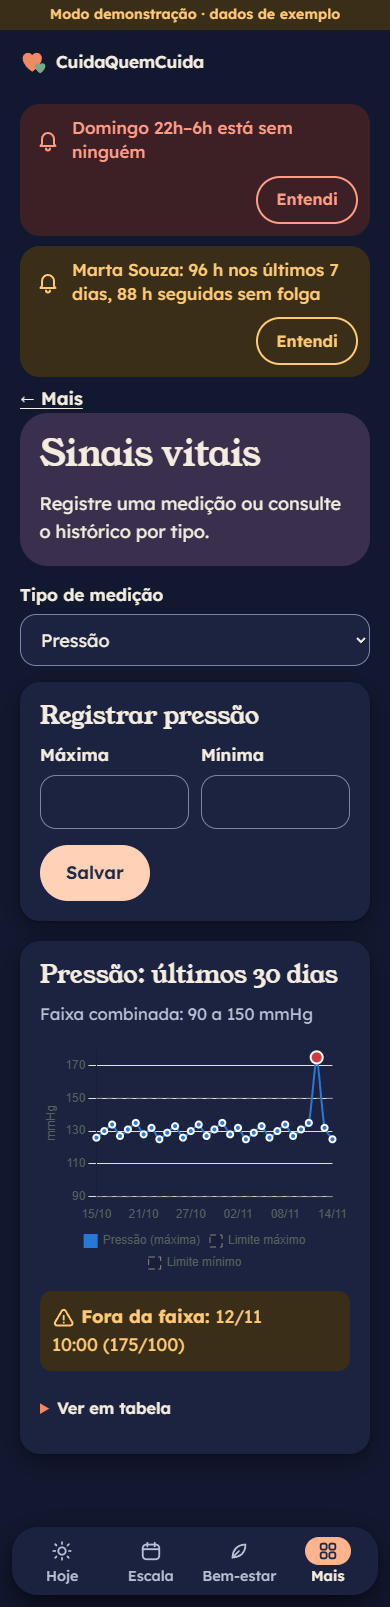 Modo demonstração · dados de exemplo
CuidaQuemCuida
Domingo 22h–6h está sem
ninguém
Entendi
Marta Souza: 96 h nos últimos 7
dias, 88 h seguidas sem folga
Entendi
← Mais
Sinais vitais
Registre uma medição ou consulte
o histórico por tipo.
Tipo de medição
Pressão
Registrar pressão
Máxima Mínima
Salvar
Pressão: últimos 30 dias
Faixa combinada: 90 a 150 mmHg
mmHg
170
150
130
110
90
15/10 21/10 27/10 02/11 08/11 14/11
Pressão (máxima) Limite máximo
Limite mínimo
Fora da faixa: 12/11
10:00 (175/100)
Ver em tabela
Hoje Escala Bem-estar Mais